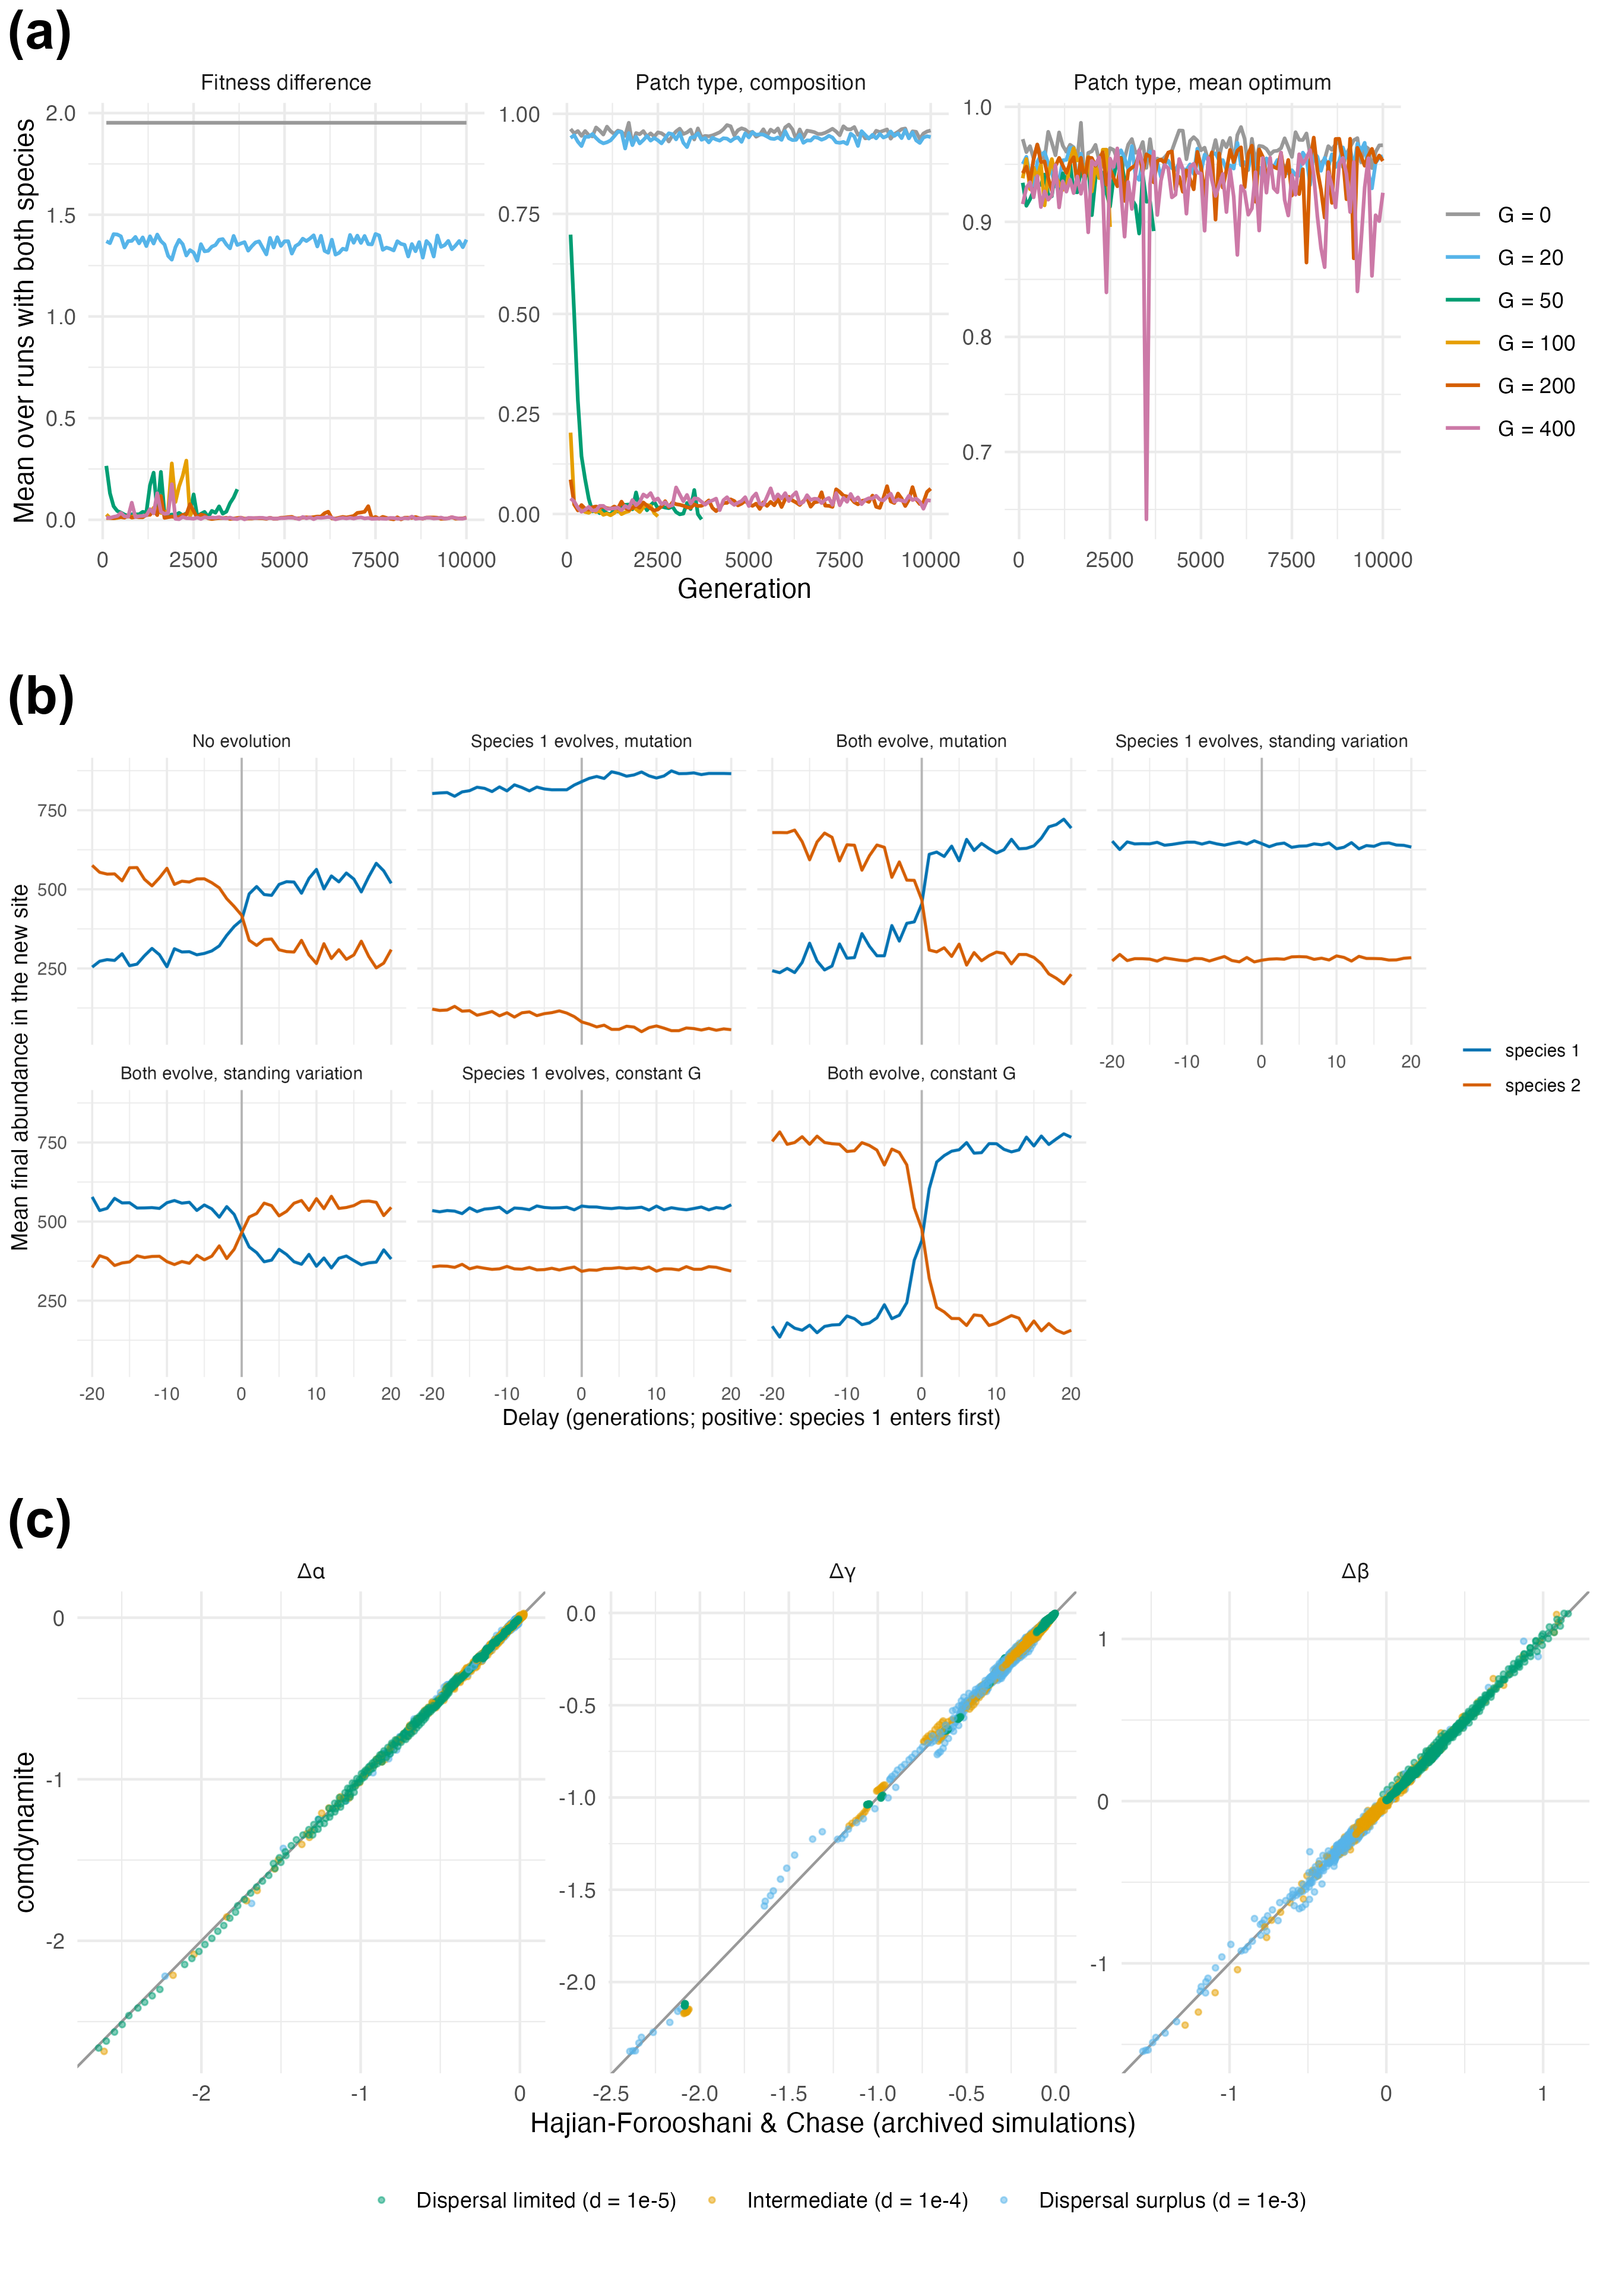 (a)
Fitness difference
Patch type, composition
Patch type, mean optimum
Mean over runs with both species
2.0
1.5
1.0
0.5
0.0
1.00
0.75
0.50
0.25
0.00
1.0
0.9
0.8
0.7
0 2500 5000 7500 10000
0 2500 5000 7500 10000
0 2500 5000 7500 10000
Generation
G = 0
G = 20
G = 50
G = 100
G = 200
G = 400
(b)
No evolution
Species 1 evolves, mutation
Both evolve, mutation
Species 1 evolves, standing variation
Mean final abundance in the new site
750
500
250
-20 -10 0 10 20
Both evolve, standing variation
Species 1 evolves, constant G
Both evolve, constant G
750
500
250
-20 -10 0 10 20
-20 -10 0 10 20
-20 -10 0 10 20
Delay (generations; positive: species 1 enters first)
species 1
species 2
(c)
Δα
Δγ
Δβ
comdynamite
0
-1
-2
0.0
-0.5
-1.0
-1.5
-2.0
1
0
-1
-2 -1 0
-2.5 -2.0 -1.5 -1.0 -0.5 0.0
-1 0 1
Hajian-Forooshani & Chase (archived simulations)
Dispersal limited (d = 1e-5)
Intermediate (d = 1e-4)
Dispersal surplus (d = 1e-3)